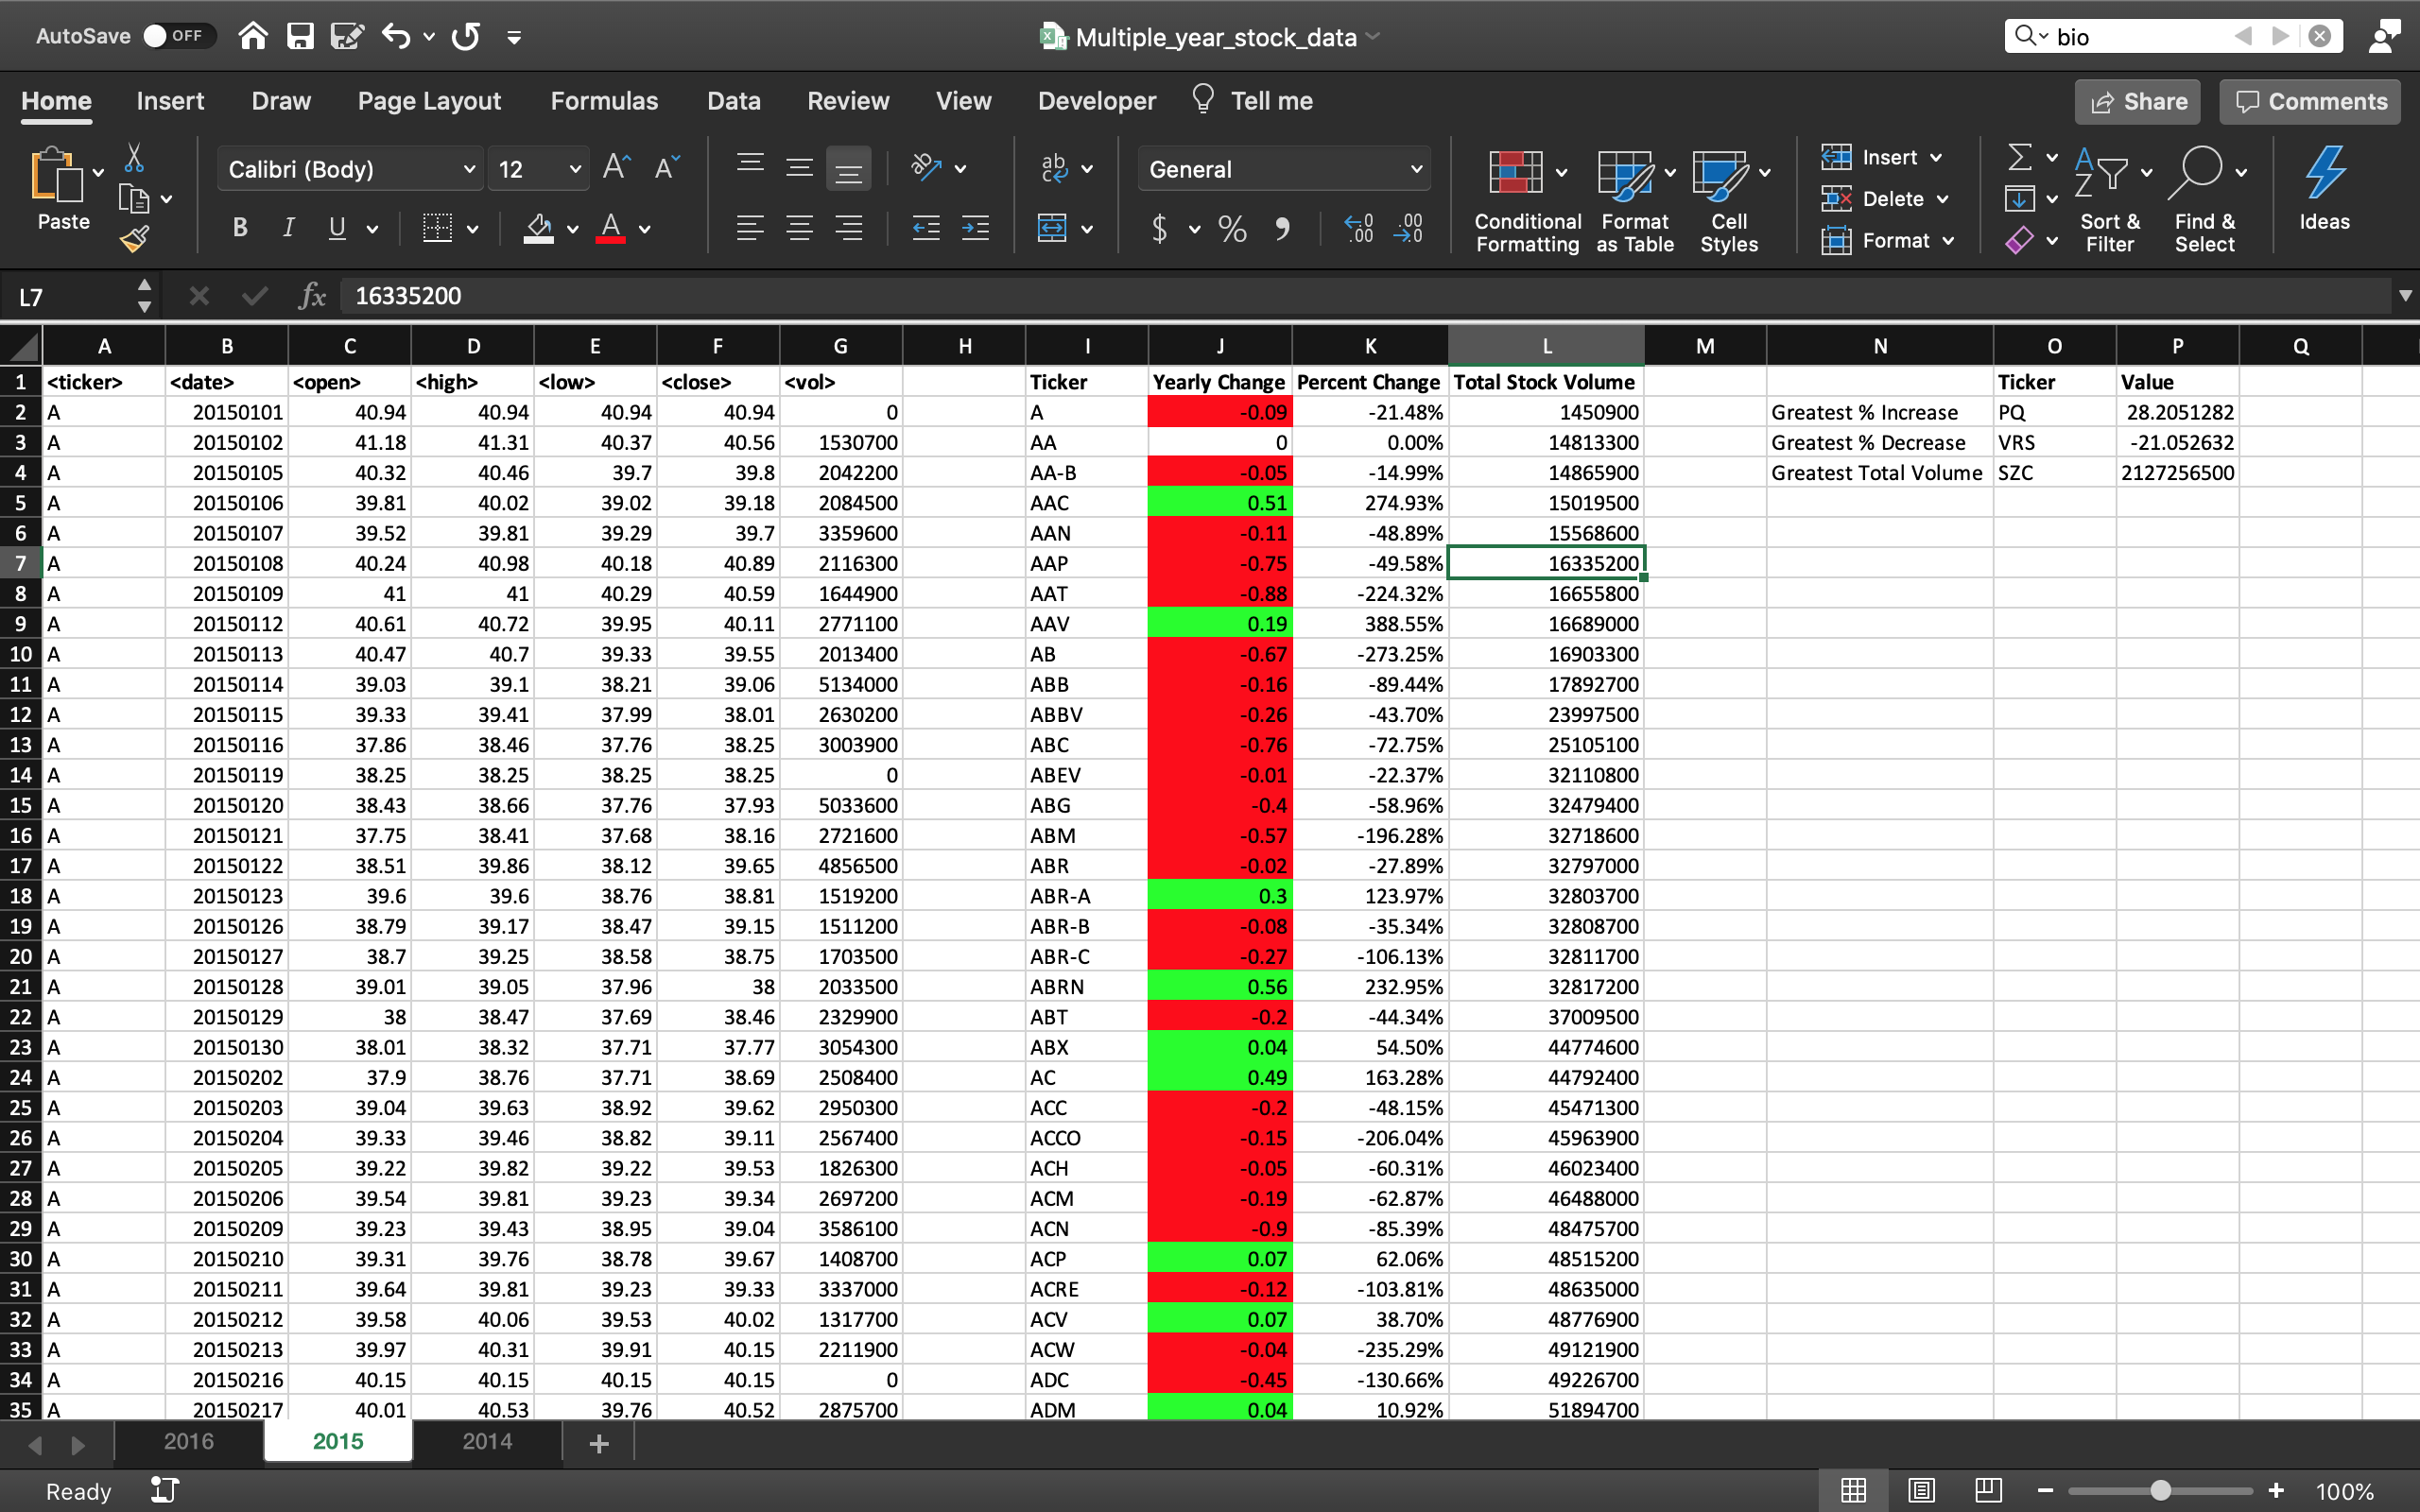 AutoSave OFF Multiple_year_stock_data bio
Home Insert Draw Page Layout Formulas Data Review View Developer Tell me Share Comments
Paste Calibri (Body) 12 General Conditional Formatting Format as Table Cell Styles Insert Delete Format Sort & Filter Find & Select Ideas
L7 fx 16335200
A B C D E F G H I J K L M N O P Q
1 <ticker> <date> <open> <high> <low> <close> <vol> Ticker Yearly Change Percent Change Total Stock Volume Ticker Value
2 A 20150101 40.94 40.94 40.94 40.94 0 A -0.09 -21.48% 1450900 Greatest % Increase PQ 28.2051282
3 A 20150102 41.18 41.31 40.37 40.56 1530700 AA 0 0.00% 14813300 Greatest % Decrease VRS -21.052632
4 A 20150105 40.32 40.46 39.7 39.8 2042200 AA-B -0.05 -14.99% 14865900 Greatest Total Volume SZC 2127256500
5 A 20150106 39.81 40.02 39.02 39.18 2084500 AAC 0.51 274.93% 15019500
6 A 20150107 39.52 39.81 39.29 39.7 3359600 AAN -0.11 -48.89% 15568600
7 A 20150108 40.24 40.98 40.18 40.89 2116300 AAP -0.75 -49.58% 16335200
8 A 20150109 41 41 40.29 40.59 1644900 AAT -0.88 -224.32% 16655800
9 A 20150112 40.61 40.72 39.95 40.11 2771100 AAV 0.19 388.55% 16689000
10 A 20150113 40.47 40.7 39.33 39.55 2013400 AB -0.67 -273.25% 16903300
11 A 20150114 39.03 39.1 38.21 39.06 5134000 ABB -0.16 -89.44% 17892700
12 A 20150115 39.33 39.41 37.99 38.01 2630200 ABBV -0.26 -43.70% 23997500
13 A 20150116 37.86 38.46 37.76 38.25 3003900 ABC -0.76 -72.75% 25105100
14 A 20150119 38.25 38.25 38.25 38.25 0 ABEV -0.01 -22.37% 32110800
15 A 20150120 38.43 38.66 37.76 37.93 5033600 ABG -0.4 -58.96% 32479400
16 A 20150121 37.75 38.41 37.68 38.16 2721600 ABM -0.57 -196.28% 32718600
17 A 20150122 38.51 39.86 38.12 39.65 4856500 ABR -0.02 -27.89% 32797000
18 A 20150123 39.6 39.6 38.76 38.81 1519200 ABR-A 0.3 123.97% 32803700
19 A 20150126 38.79 39.17 38.47 39.15 1511200 ABR-B -0.08 -35.34% 32808700
20 A 20150127 38.7 39.25 38.58 38.75 1703500 ABR-C -0.27 -106.13% 32811700
21 A 20150128 39.01 39.05 37.96 38 2033500 ABRN 0.56 232.95% 32817200
22 A 20150129 38 38.47 37.69 38.46 2329900 ABT -0.2 -44.34% 37009500
23 A 20150130 38.01 38.32 37.71 37.77 3054300 ABX 0.04 54.50% 44774600
24 A 20150202 37.9 38.76 37.71 38.69 2508400 AC 0.49 163.28% 44792400
25 A 20150203 39.04 39.63 38.92 39.62 2950300 ACC -0.2 -48.15% 45471300
26 A 20150204 39.33 39.46 38.82 39.11 2567400 ACCO -0.15 -206.04% 45963900
27 A 20150205 39.22 39.82 39.22 39.53 1826300 ACH -0.05 -60.31% 46023400
28 A 20150206 39.54 39.81 39.23 39.34 2697200 ACM -0.19 -62.87% 46488000
29 A 20150209 39.23 39.43 38.95 39.04 3586100 ACN -0.9 -85.39% 48475700
30 A 20150210 39.31 39.76 38.78 39.67 1408700 ACP 0.07 62.06% 48515200
31 A 20150211 39.64 39.81 39.23 39.33 3337000 ACRE -0.12 -103.81% 48635000
32 A 20150212 39.58 40.06 39.53 40.02 1317700 ACV 0.07 38.70% 48776900
33 A 20150213 39.97 40.31 39.91 40.15 2211900 ACW -0.04 -235.29% 49121900
34 A 20150216 40.15 40.15 40.15 40.15 0 ADC -0.45 -130.66% 49226700
35 A 20150217 40.01 40.53 39.76 40.52 2875700 ADM 0.04 10.92% 51894700
2016 2015 2014
Ready 100%